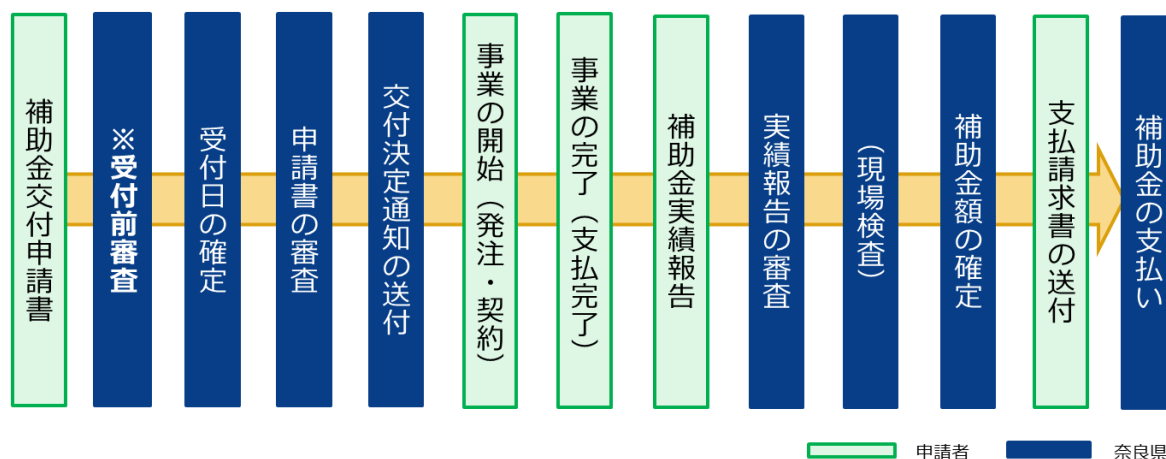 補助金交付申請書
※受付前審査
受付日の確定
申請書の審査
交付決定通知の送付
事業の開始（発注・契約）
事業の完了（支払完了）
補助金実績報告
実績報告の審査
（現場検査）
補助金額の確定
支払請求書の送付
補助金の支払い
申請者
奈良県